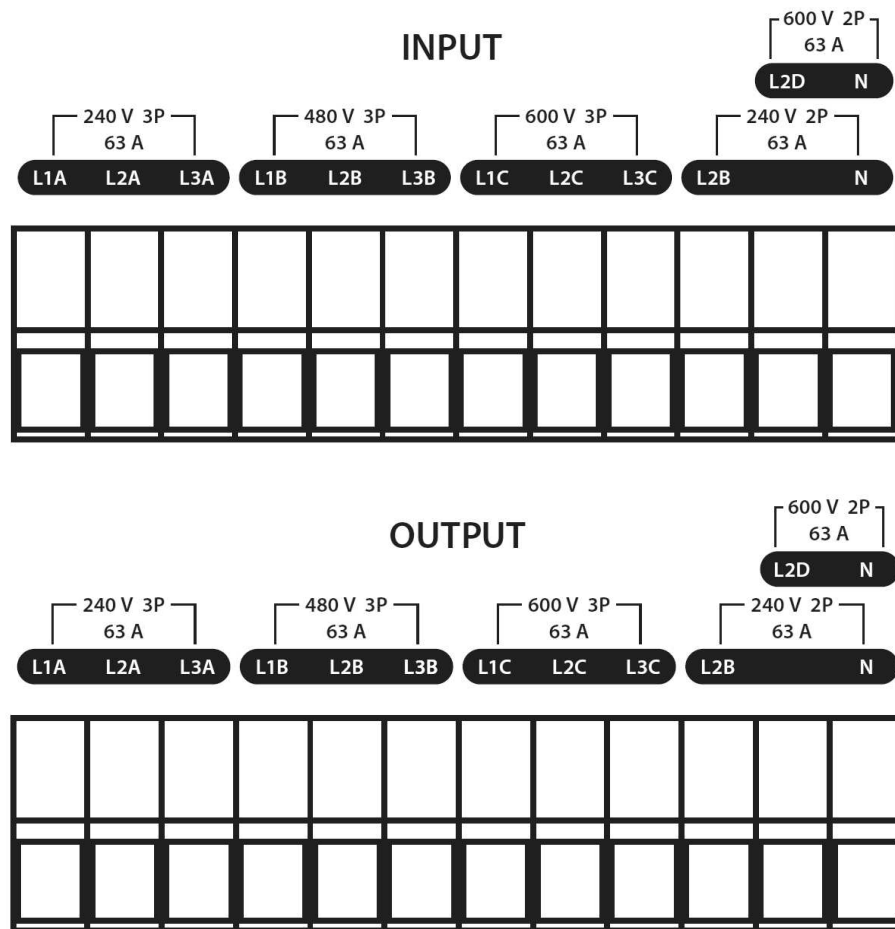 INPUT
600 V 2P
63 A
L2D N
240 V 3P 480 V 3P 600 V 3P 240 V 2P
63 A 63 A 63 A 63 A
L1A L2A L3A L1B L2B L3B L1C L2C L3C L2B N
OUTPUT
600 V 2P
63 A
L2D N
240 V 3P 480 V 3P 600 V 3P 240 V 2P
63 A 63 A 63 A 63 A
L1A L2A L3A L1B L2B L3B L1C L2C L3C L2B N